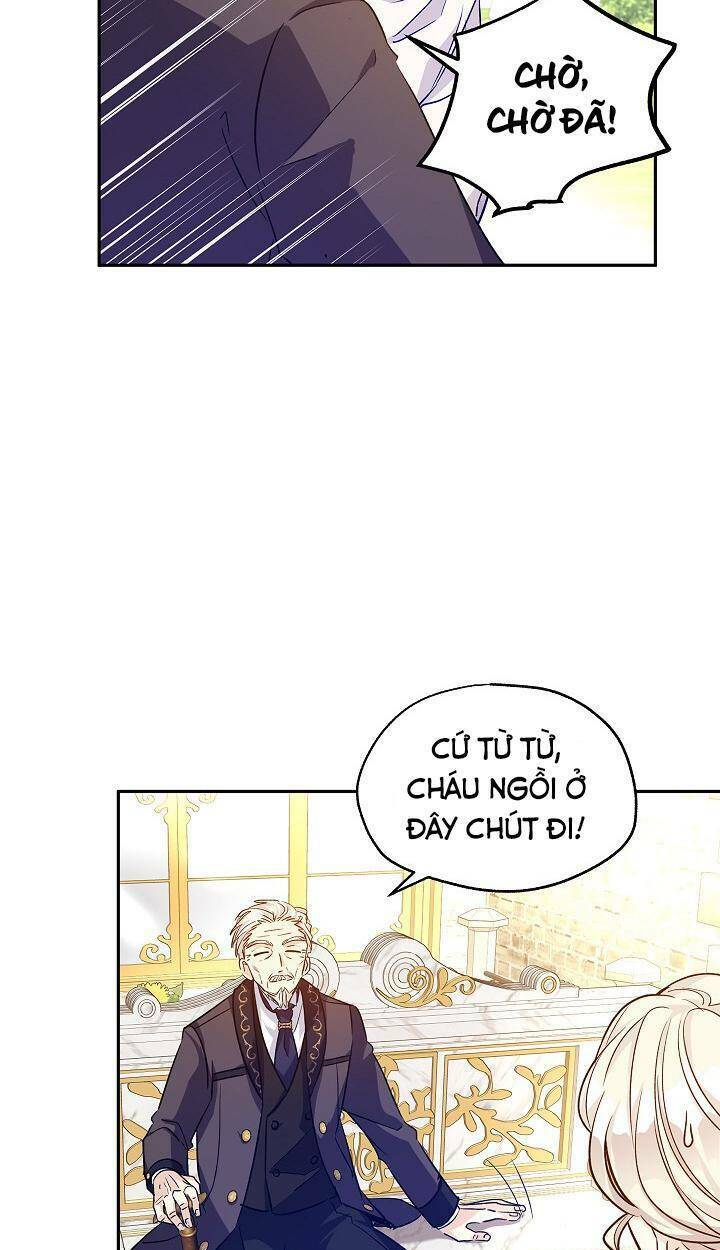 CHỜ,
CHỜ ĐÃ!
CỨ TỪ TỪ,
CHÁU NGỒI Ở
ĐÂY CHÚT ĐI!